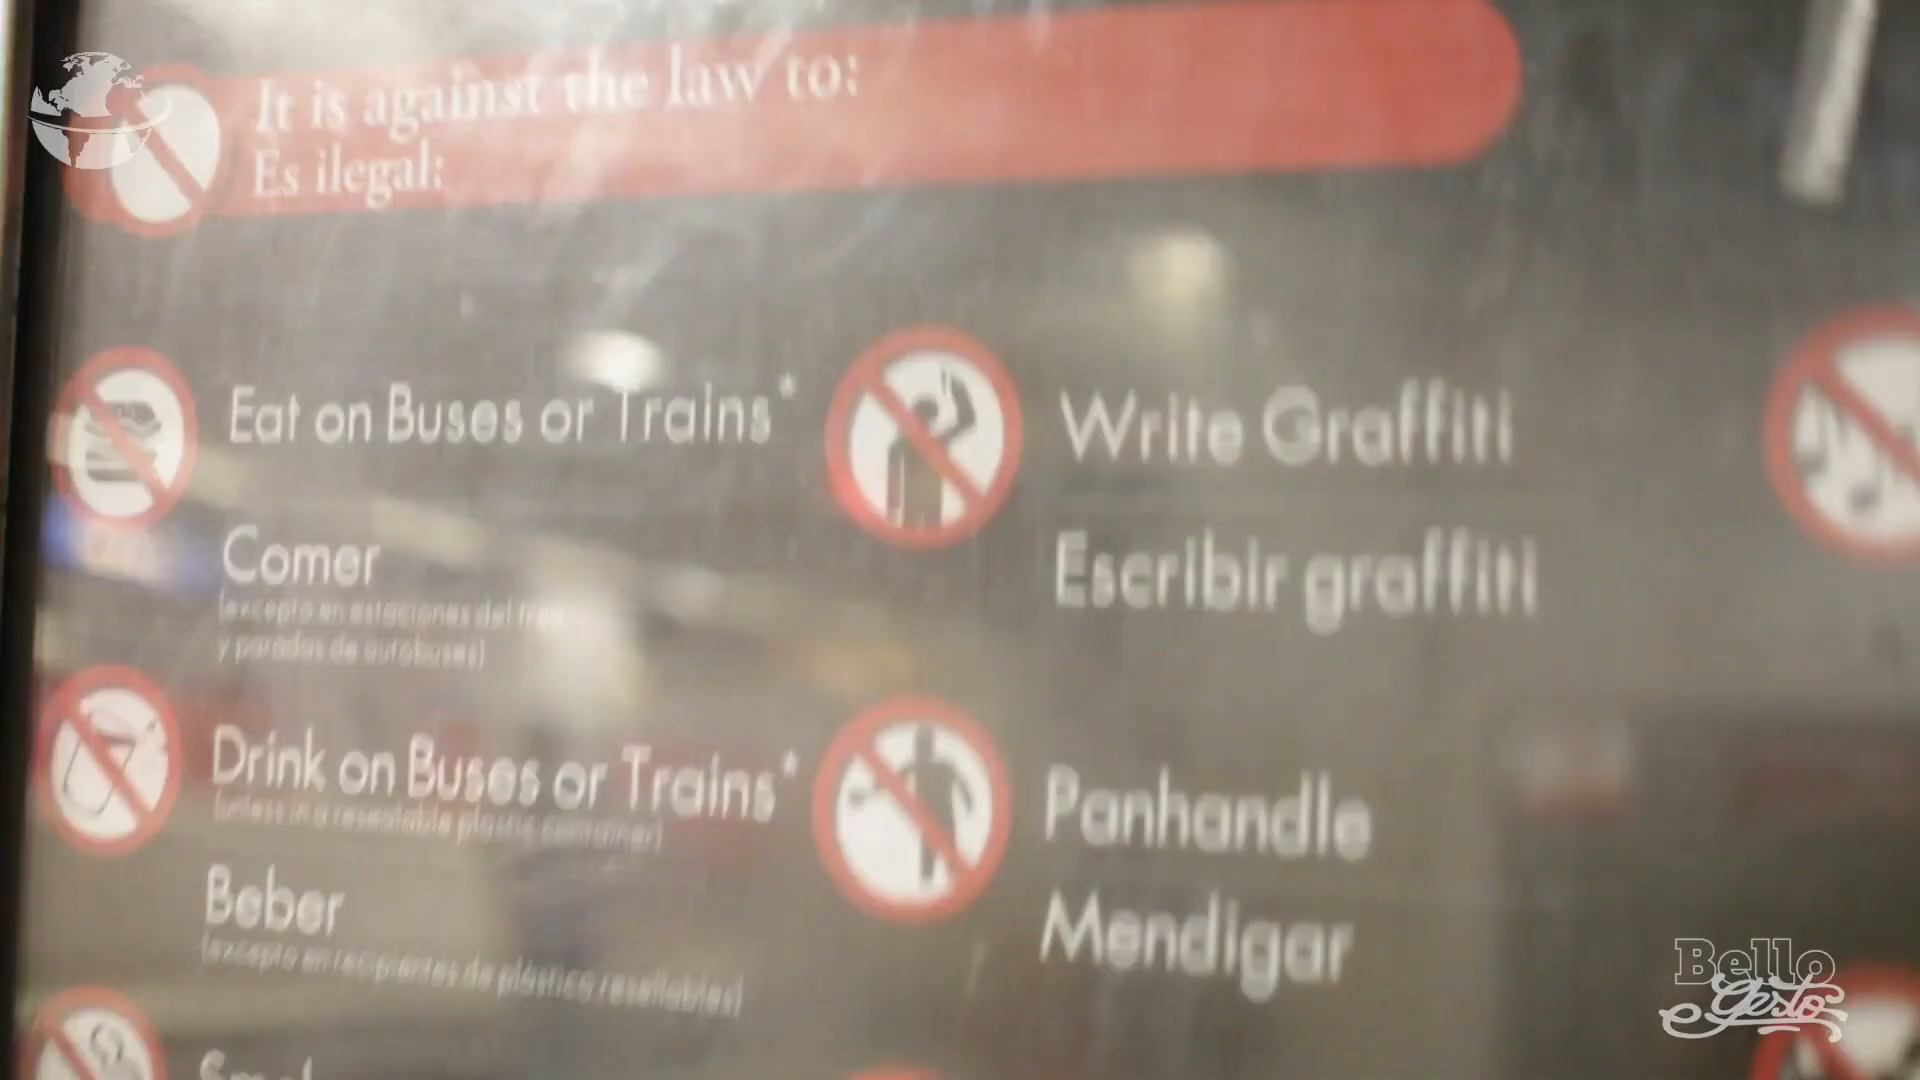 It is against the law to:
Es ilegal:
Eat on Buses or Trains*
Comer
(excepto en estaciones del tren
y paradas de autobuses)
Drink on Buses or Trains*
(unless in a resealable plastic container)
Beber
(excepto en recipientes de plástico resellables)
Write Graffiti
Escribir graffiti
Panhandle
Mendigar
Bello
Gesto